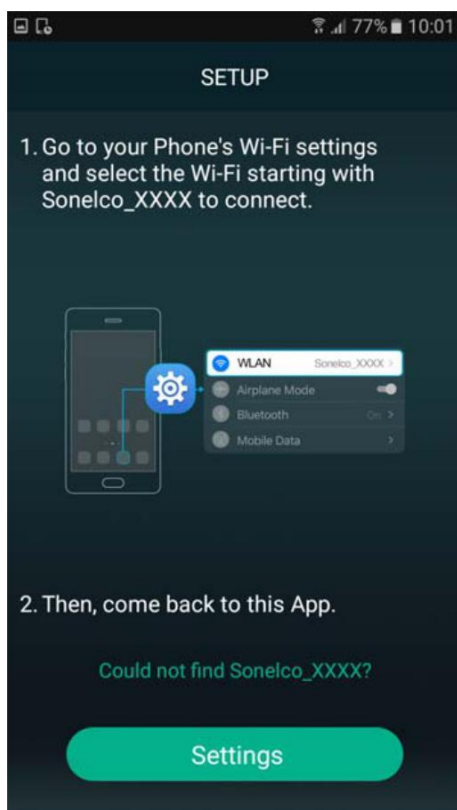 77% 10:01
SETUP
1. Go to your Phone's Wi-Fi settings
and select the Wi-Fi starting with
Sonelco_XXXX to connect.
WLAN Sonelco_XXXX >
Airplane Mode
Bluetooth On >
Mobile Data >
2. Then, come back to this App.
Could not find Sonelco_XXXX?
Settings